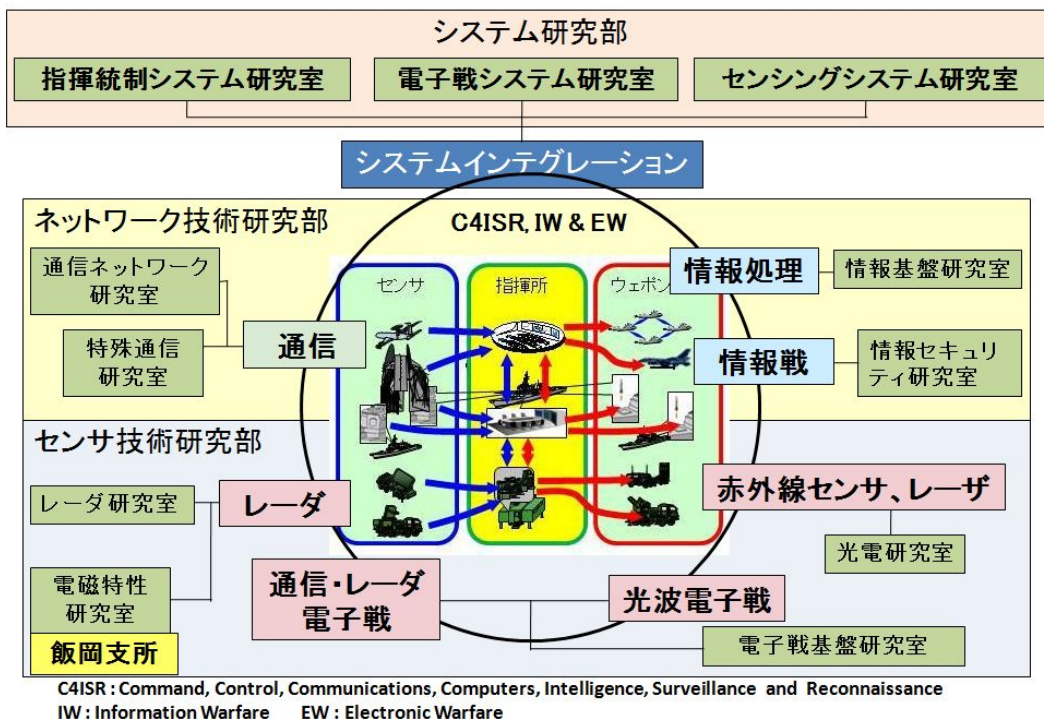 システム研究部
指揮統制システム研究室
電子戦システム研究室
センシングシステム研究室
システムインテグレーション
ネットワーク技術研究部
C4ISR, IW & EW
通信ネットワーク
研究室
特殊通信
研究室
通信
センサ
指揮所
ウェポン
情報処理
情報基盤研究室
情報戦
情報セキュリ
ティ研究室
センサ技術研究部
レーダ研究室
レーダ
電磁特性
研究室
飯岡支所
通信・レーダ
電子戦
光波電子戦
赤外線センサ、レーザ
光電研究室
電子戦基盤研究室
C4ISR : Command, Control, Communications, Computers, Intelligence, Surveillance and Reconnaissance
IW : Information Warfare EW : Electronic Warfare